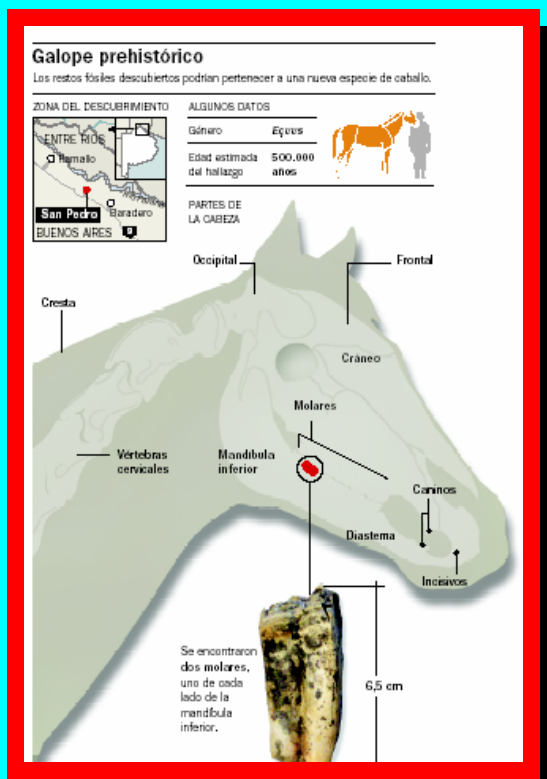 Galope prehistórico
Los restos fósiles descubiertos podrían pertenecer a una nueva especie de caballo.
ZONA DEL DESCUBRIMIENTO
ENTRE RIOS
Ramallo
San Pedro
Baradero
BUENOS AIRES
9
ALGUNOS DATOS
Género Equus
Edad estimada 500.000
del hallazgo años
PARTES DE
LA CABEZA
Occipital
Frontal
Cresta
Cráneo
Molares
Vértebras
cervicales
Mandíbula
inferior
Caninos
Diastema
Incisivos
Se encontraron
dos molares,
uno de cada
lado de la
mandíbula
inferior.
6,5 cm